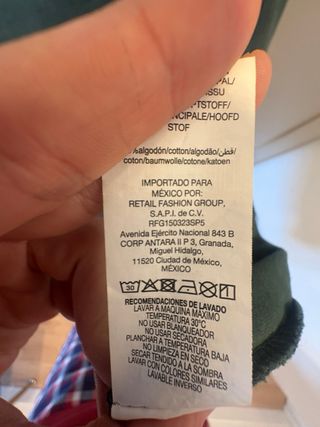 PAL/
ISSU
-TSTOFF/
NCIPALE/HOOFD
STOF
%algodón/cotton/algodão/قطن/
coton/baumwolle/cotone/katoen
IMPORTADO PARA
MÉXICO POR:
RETAIL FASHION GROUP,
S.A.P.I. de C.V.
RFG150323SP5
Avenida Ejército Nacional 843 B
CORP ANTARA II P 3, Granada,
Miguel Hidalgo,
11520 Ciudad de México,
MÉXICO
30
RECOMENDACIONES DE LAVADO
LAVAR A MAQUINA MÁXIMO
TEMPERATURA 30°C
NO USAR BLANQUEADOR
NO USAR SECADORA
PLANCHAR A TEMPERATURA BAJA
NO LIMPIEZA EN SECO
SECAR TENDIDO A LA SOMBRA
LAVAR CON COLORES SIMILARES
LAVABLE INVERSO